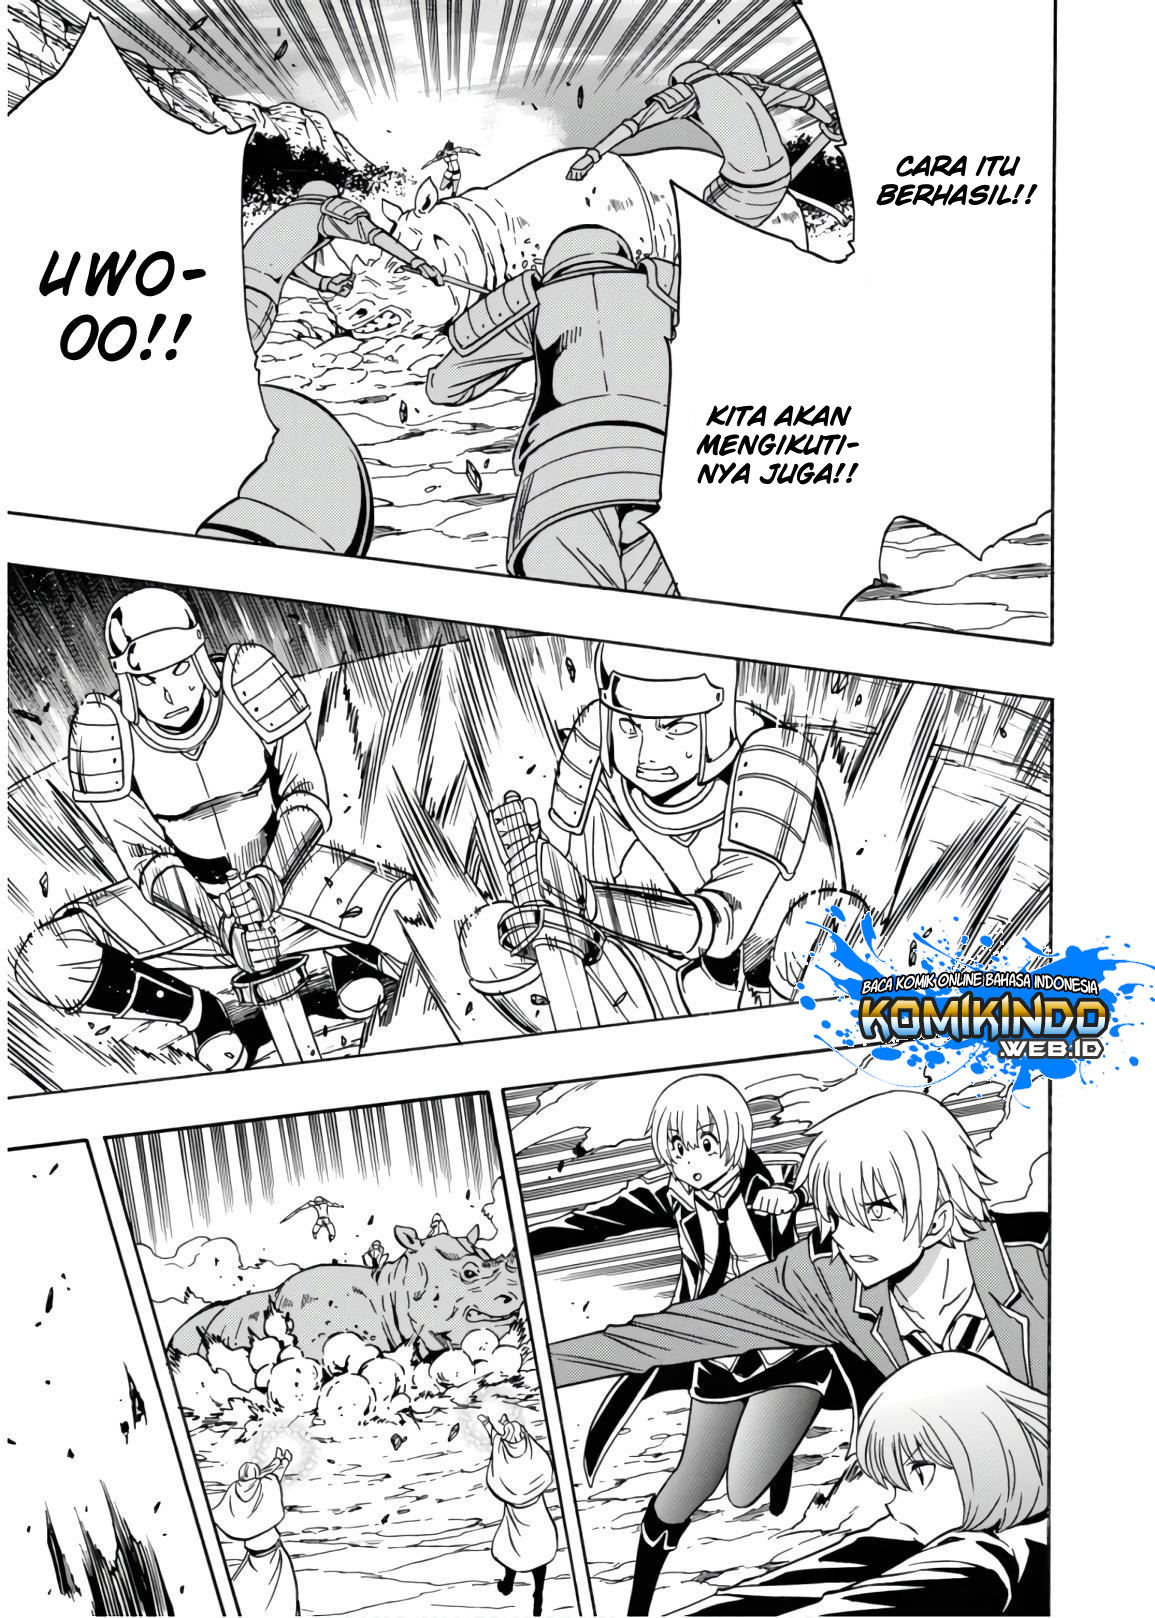 CARA ITU
BERHASIL!!
KITA AKAN
MENGIKUTI-
NYA JUGA!!
UWO-
OO!!
BACA KOMIK ONLINE BAHASA INDONESIA
KOMIKINDO
.WEB.ID